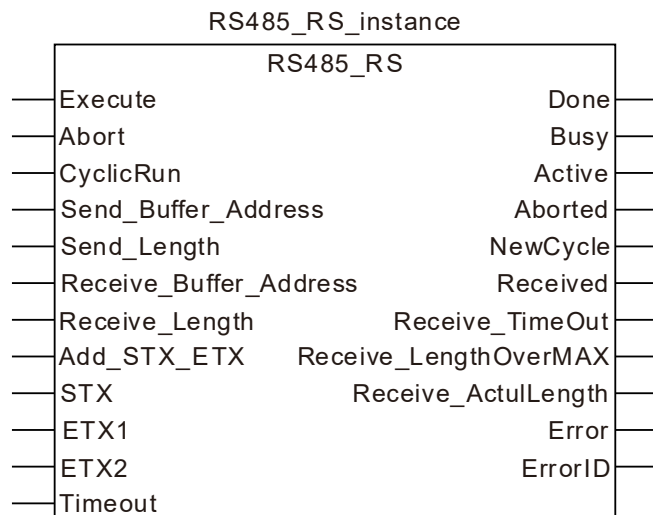 RS485_RS_instance
RS485_RS
Execute Done
Abort Busy
CyclicRun Active
Send_Buffer_Address Aborted
Send_Length NewCycle
Receive_Buffer_Address Received
Receive_Length Receive_TimeOut
Add_STX_ETX Receive_LengthOverMAX
STX Receive_ActulLength
ETX1 Error
ETX2 ErrorID
Timeout